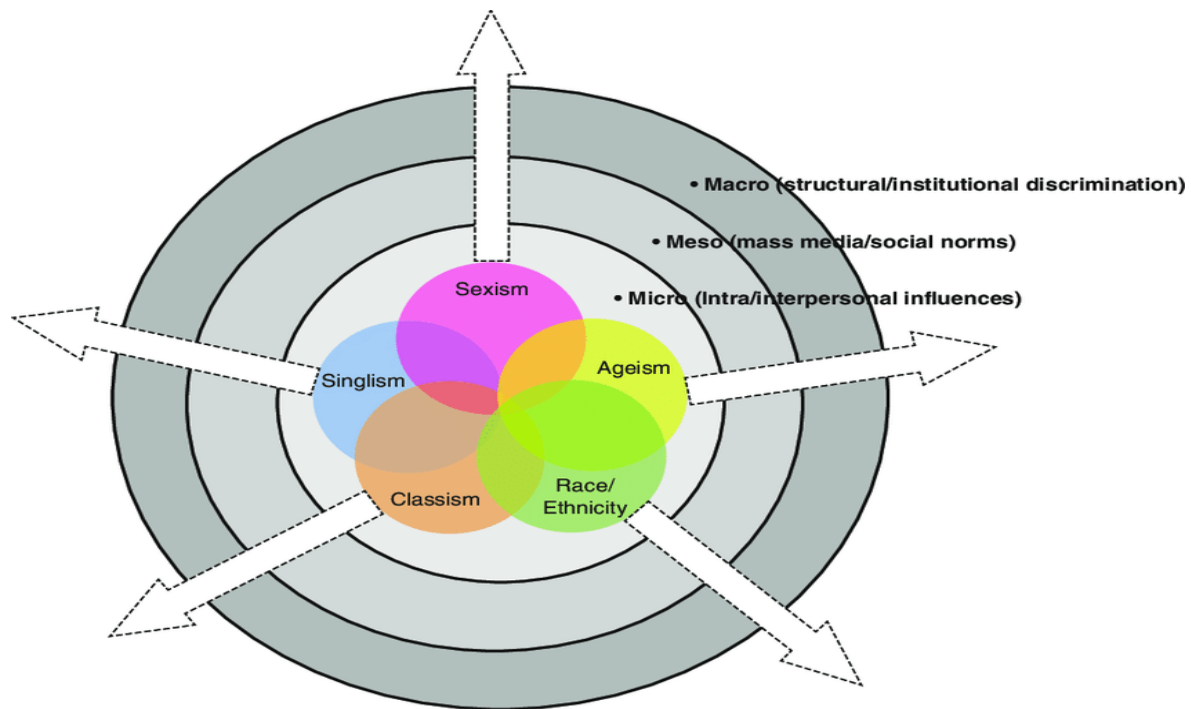 • Macro (structural/institutional discrimination)
• Meso (mass media/social norms)
• Micro (Intra/interpersonal influences)
Sexism
Ageism
Singlism
Classism
Race/
Ethnicity